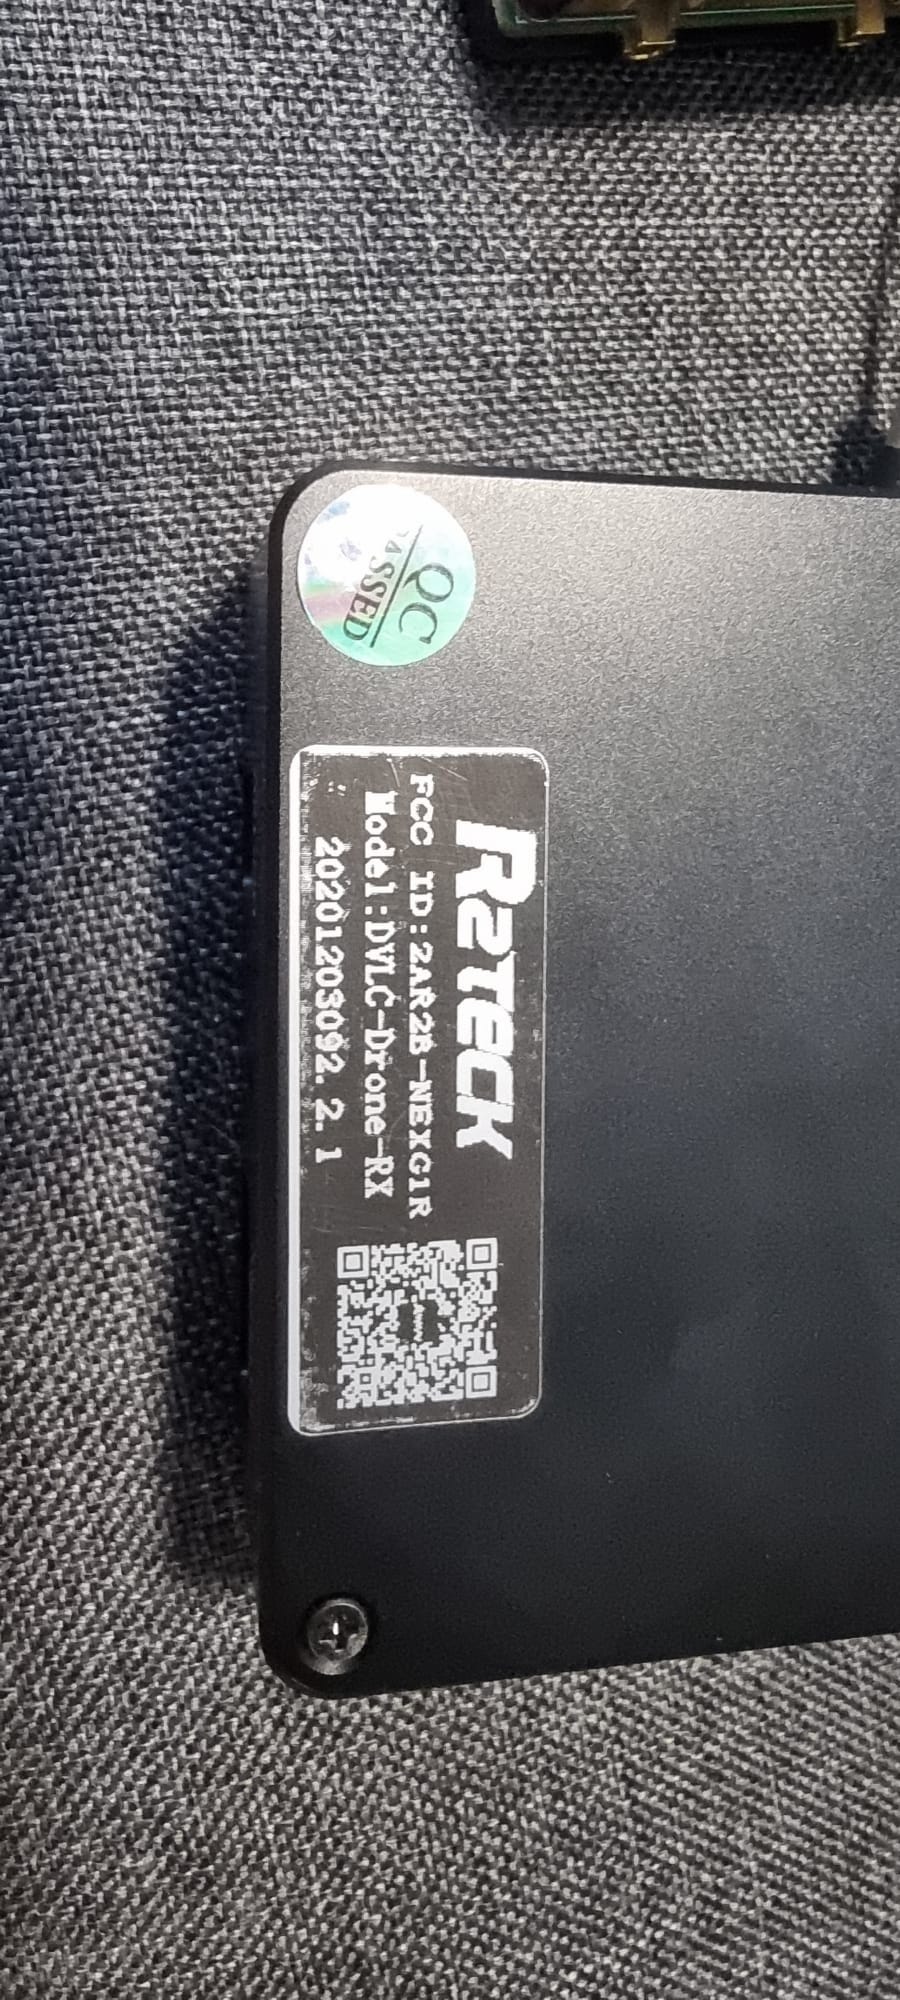 QC
PASSED
R2TECK
FCC ID:2AR2B-NEXG1R
Model:DVLC-Drone-RX
20201203092.2.1